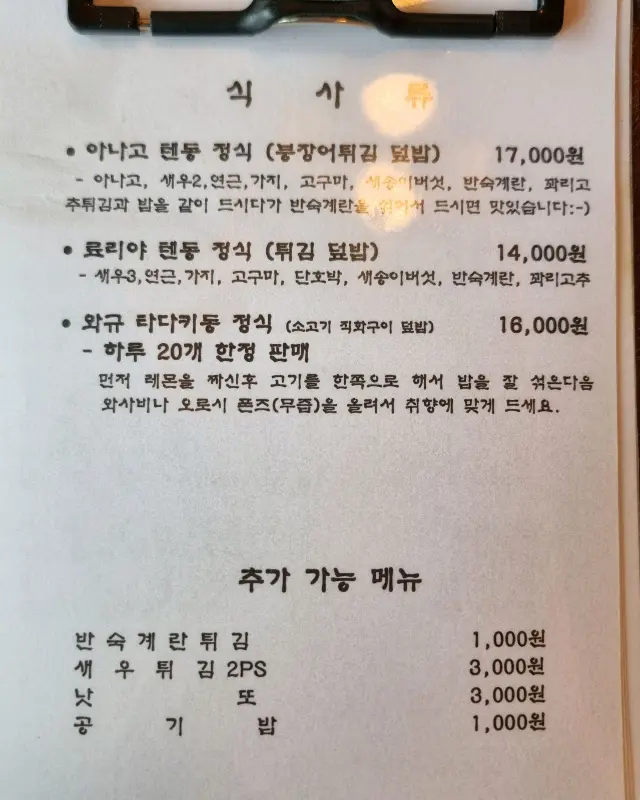 식 사 류
• 아나고 텐동 정식 (붕장어튀김 덮밥) 17,000원
- 아나고, 새우2,연근,가지, 고구마, 새송이버섯, 반숙계란, 꽈리고
추튀김과 밥을 같이 드시다가 반숙계란을 섞어서 드시면 맛있습니다:-)
• 료리야 텐동 정식 (튀김 덮밥) 14,000원
- 새우3,연근,가지, 고구마, 단호박, 새송이버섯, 반숙계란, 꽈리고추
• 와규 타다키동 정식 (소고기 직화구이 덮밥) 16,000원
- 하루 20개 한정 판매
먼저 레몬을 짜신후 고기를 한쪽으로 해서 밥을 잘 섞은다음
와사비나 오로시 폰즈(무즙)을 올려서 취향에 맞게 드세요.
추가 가능 메뉴
반숙계란튀김 1,000원
새우튀김2PS 3,000원
낫또 3,000원
공기밥 1,000원